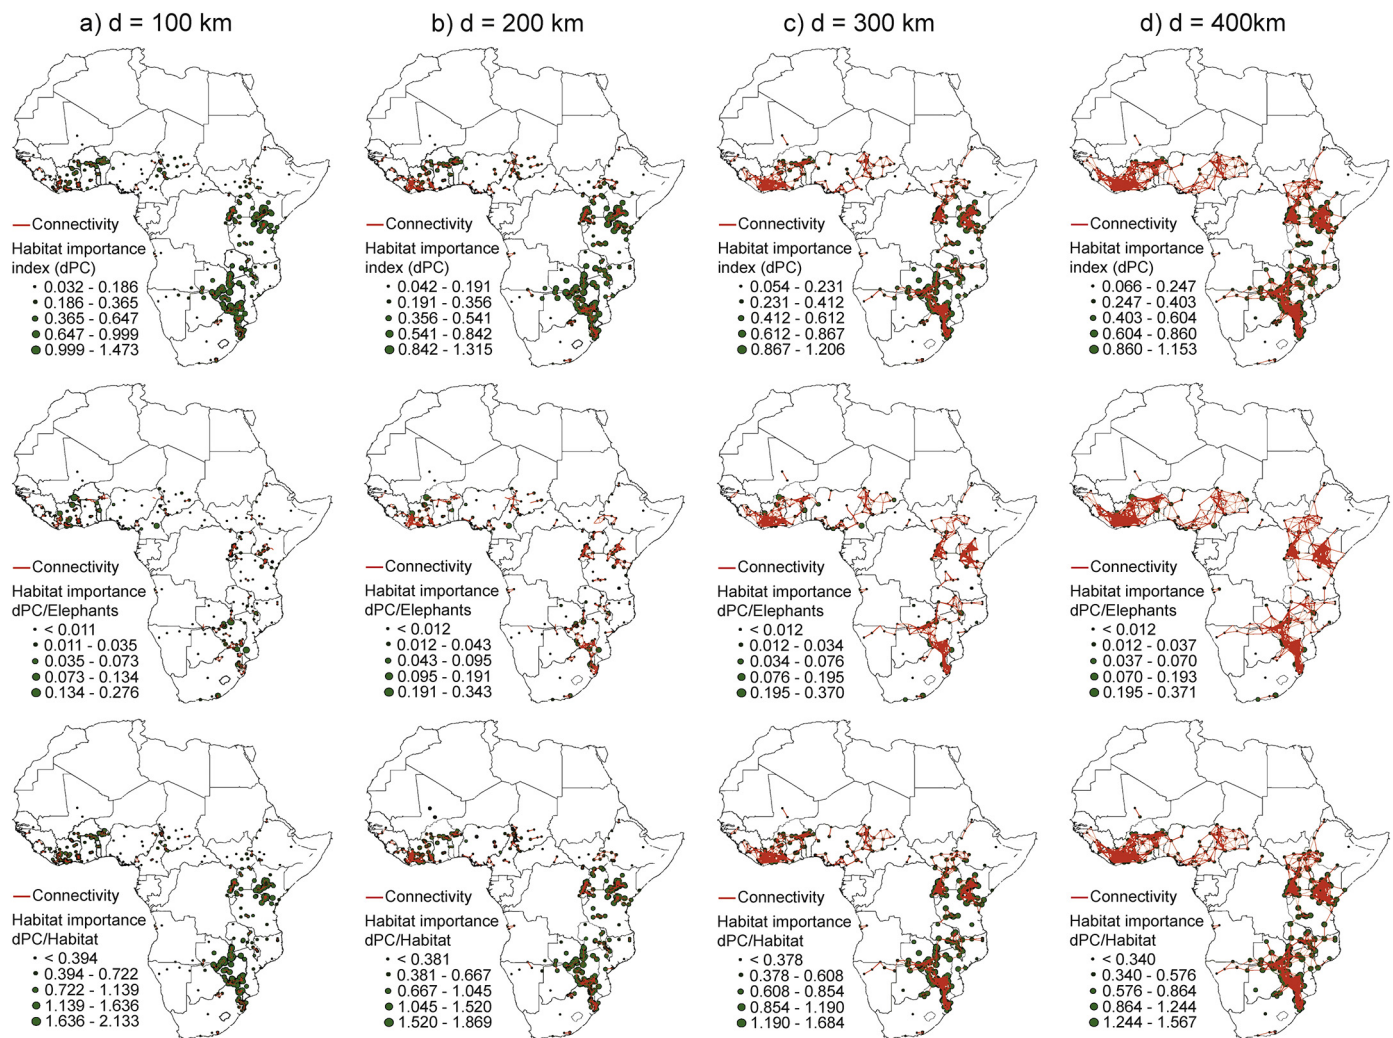 a) d = 100 km
b) d = 200 km
c) d = 300 km
d) d = 400km
Connectivity
Habitat importance
index (dPC)
0.032 - 0.186
0.186 - 0.365
0.365 - 0.647
0.647 - 0.999
0.999 - 1.473
Connectivity
Habitat importance
index (dPC)
0.042 - 0.191
0.191 - 0.356
0.356 - 0.541
0.541 - 0.842
0.842 - 1.315
Connectivity
Habitat importance
index (dPC)
0.054 - 0.231
0.231 - 0.412
0.412 - 0.612
0.612 - 0.867
0.867 - 1.206
Connectivity
Habitat importance
index (dPC)
0.066 - 0.247
0.247 - 0.403
0.403 - 0.604
0.604 - 0.860
0.860 - 1.153
Connectivity
Habitat importance
dPC/Elephants
< 0.011
0.011 - 0.035
0.035 - 0.073
0.073 - 0.134
0.134 - 0.276
Connectivity
Habitat importance
dPC/Elephants
< 0.012
0.012 - 0.043
0.043 - 0.095
0.095 - 0.191
0.191 - 0.343
Connectivity
Habitat importance
dPC/Elephants
< 0.012
0.012 - 0.034
0.034 - 0.076
0.076 - 0.195
0.195 - 0.370
Connectivity
Habitat importance
dPC/Elephants
< 0.012
0.012 - 0.037
0.037 - 0.070
0.070 - 0.193
0.195 - 0.371
Connectivity
Habitat importance
dPC/Habitat
< 0.394
0.394 - 0.722
0.722 - 1.139
1.139 - 1.636
1.636 - 2.133
Connectivity
Habitat importance
dPC/Habitat
< 0.381
0.381 - 0.667
0.667 - 1.045
1.045 - 1.520
1.520 - 1.869
Connectivity
Habitat importance
dPC/Habitat
< 0.378
0.378 - 0.608
0.608 - 0.854
0.854 - 1.190
1.190 - 1.684
Connectivity
Habitat importance
dPC/Habitat
< 0.340
0.340 - 0.576
0.576 - 0.864
0.864 - 1.244
1.244 - 1.567